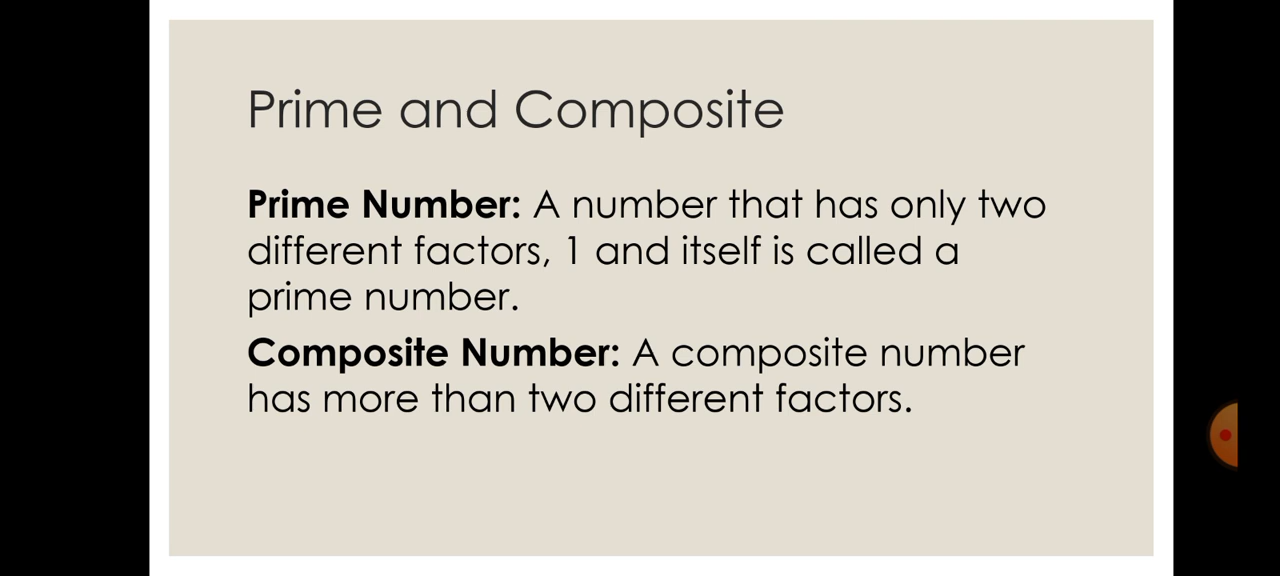 Prime and Composite
Prime Number: A number that has only two
different factors, 1 and itself is called a
prime number.
Composite Number: A composite number
has more than two different factors.